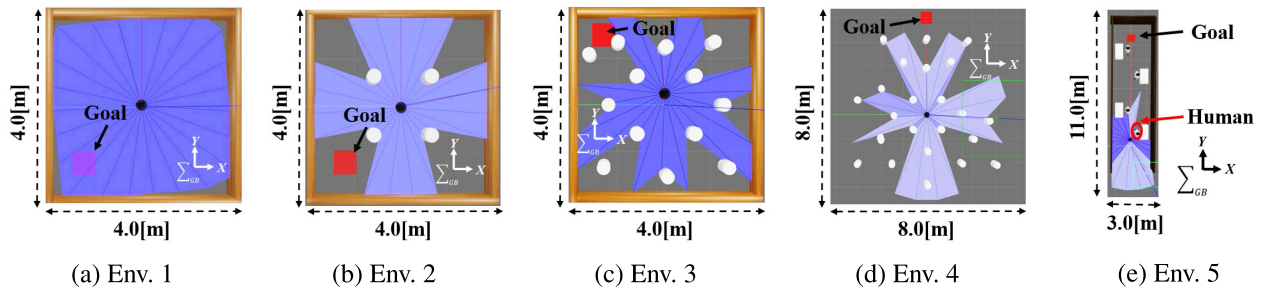 4.0[m]
Goal
Y
X
∑GB
4.0[m]
(a) Env. 1
4.0[m]
Goal
Y
X
∑GB
4.0[m]
(b) Env. 2
4.0[m]
Goal
Y
X
∑GB
4.0[m]
(c) Env. 3
8.0[m]
Goal
Y
X
∑GB
8.0[m]
(d) Env. 4
11.0[m]
Goal
Human
Y
X
∑GB
3.0[m]
(e) Env. 5